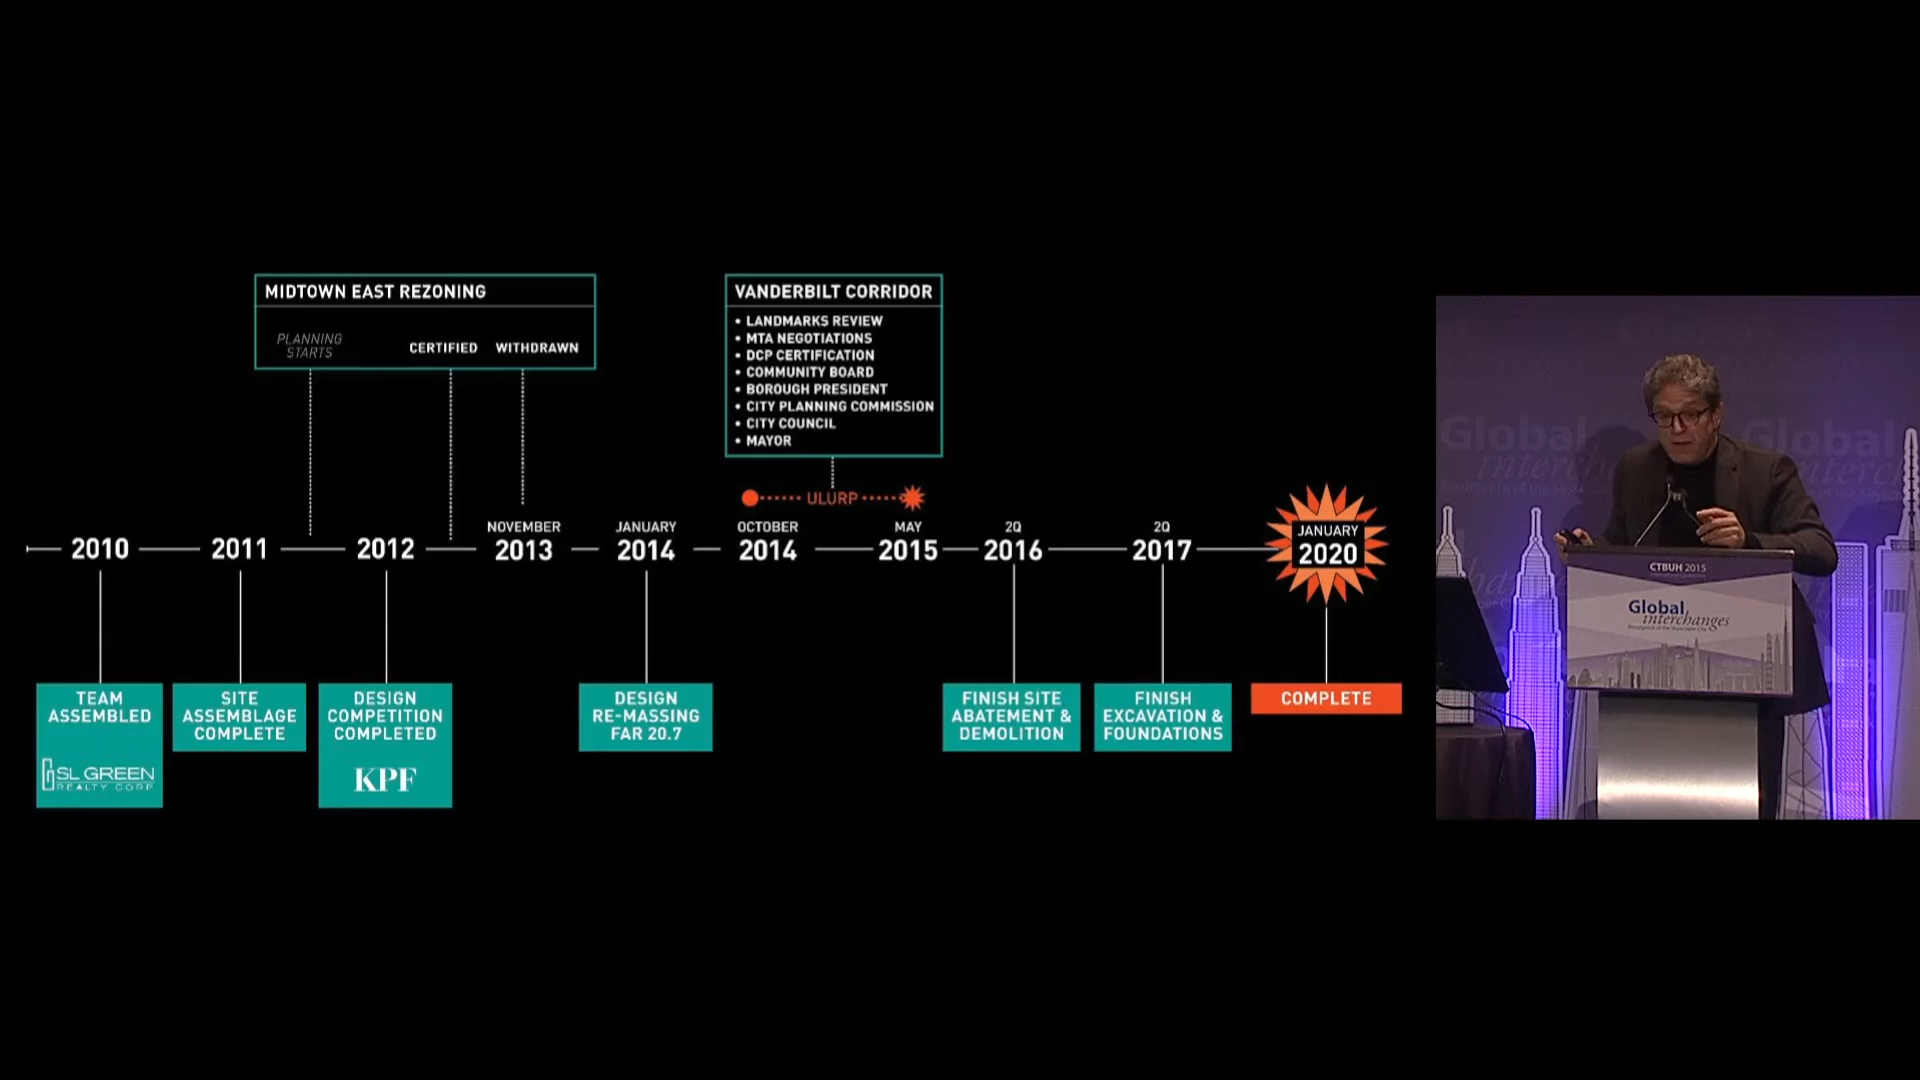 MIDTOWN EAST REZONING
PLANNING
STARTS
CERTIFIED
WITHDRAWN
VANDERBILT CORRIDOR
• LANDMARKS REVIEW
• MTA NEGOTIATIONS
• DCP CERTIFICATION
• COMMUNITY BOARD
• BOROUGH PRESIDENT
• CITY PLANNING COMMISSION
• CITY COUNCIL
• MAYOR
ULURP
2010
2011
2012
NOVEMBER
2013
JANUARY
2014
OCTOBER
2014
MAY
2015
2Q
2016
2Q
2017
JANUARY
2020
TEAM
ASSEMBLED
SL GREEN
REALTY CORP
SITE
ASSEMBLAGE
COMPLETE
DESIGN
COMPETITION
COMPLETED
KPF
DESIGN
RE-MASSING
FAR 20.7
FINISH SITE
ABATEMENT &
DEMOLITION
FINISH
EXCAVATION &
FOUNDATIONS
COMPLETE
Global
Global
CTBUH 2015
Global
interchanges